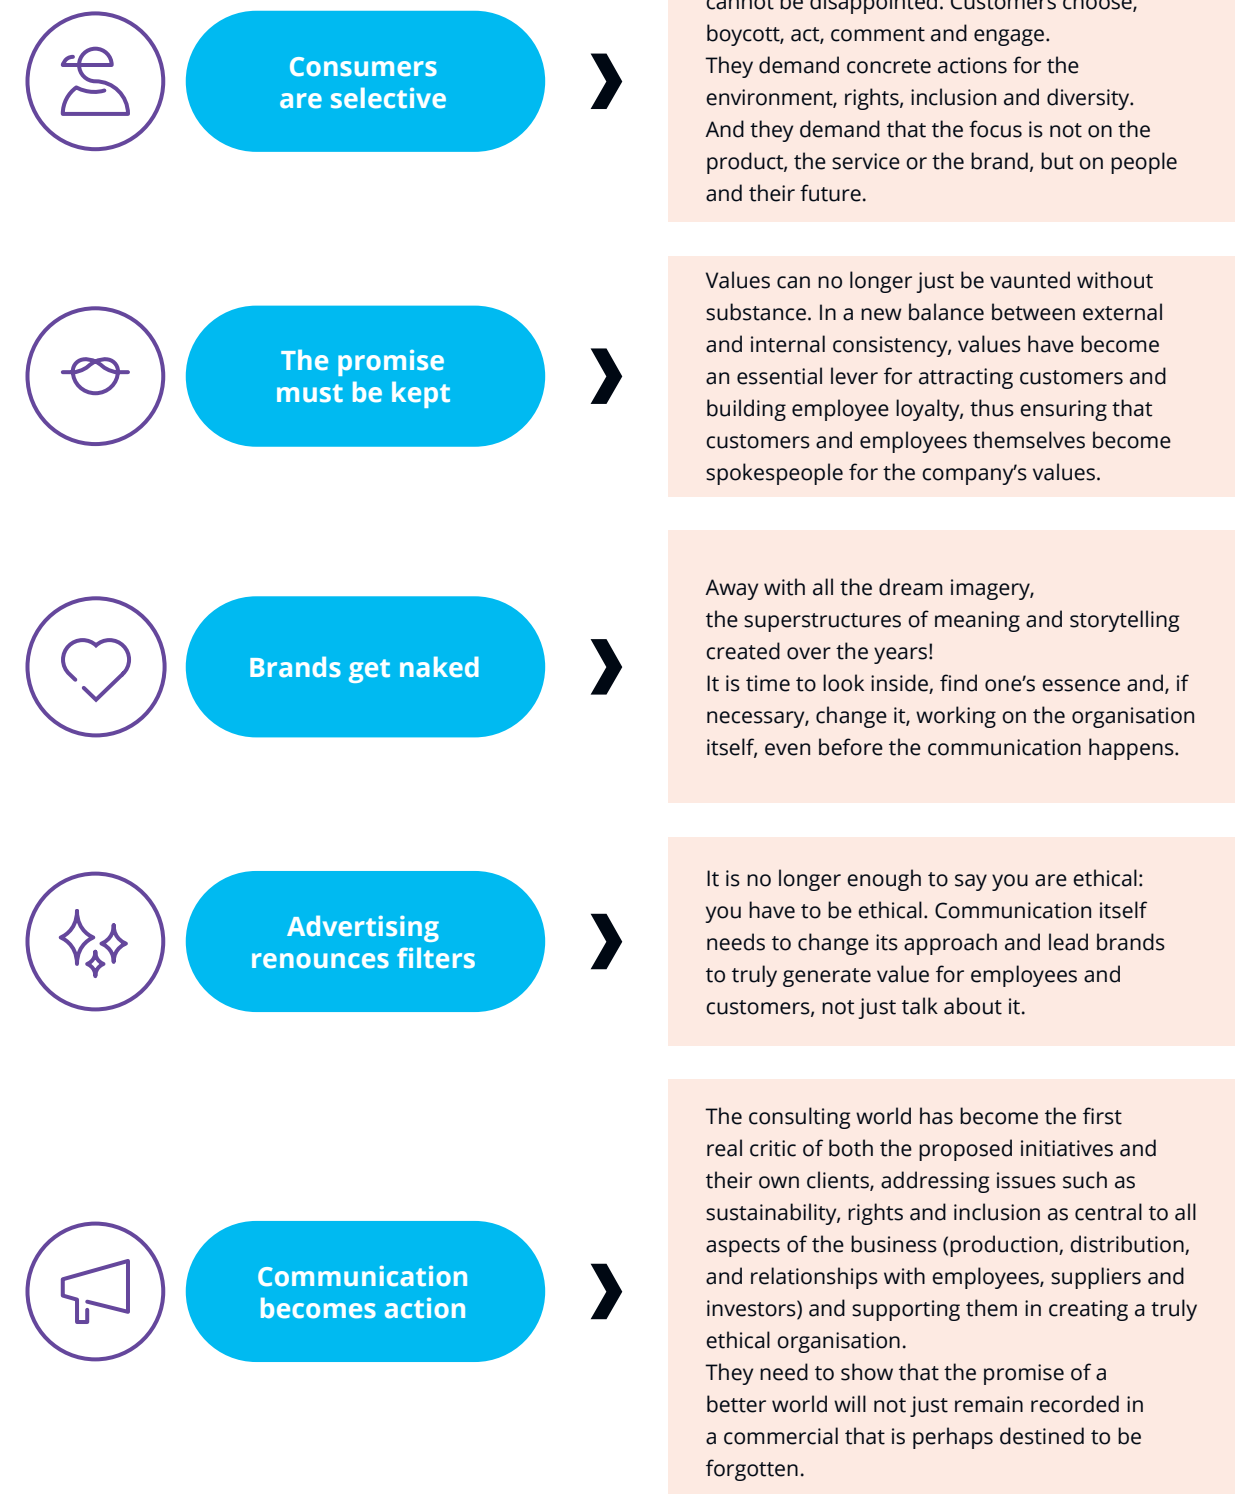 cannot be disappointed. Customers choose,
Consumers
are selective
boycott, act, comment and engage.
They demand concrete actions for the
environment, rights, inclusion and diversity.
And they demand that the focus is not on the
product, the service or the brand, but on people
and their future.
The promise
must be kept
Values can no longer just be vaunted without
substance. In a new balance between external
and internal consistency, values have become
an essential lever for attracting customers and
building employee loyalty, thus ensuring that
customers and employees themselves become
spokespeople for the company’s values.
Brands get naked
Away with all the dream imagery,
the superstructures of meaning and storytelling
created over the years!
It is time to look inside, find one’s essence and, if
necessary, change it, working on the organisation
itself, even before the communication happens.
Advertising
renounces filters
It is no longer enough to say you are ethical:
you have to be ethical. Communication itself
needs to change its approach and lead brands
to truly generate value for employees and
customers, not just talk about it.
Communication
becomes action
The consulting world has become the first
real critic of both the proposed initiatives and
their own clients, addressing issues such as
sustainability, rights and inclusion as central to all
aspects of the business (production, distribution,
and relationships with employees, suppliers and
investors) and supporting them in creating a truly
ethical organisation.
They need to show that the promise of a
better world will not just remain recorded in
a commercial that is perhaps destined to be
forgotten.